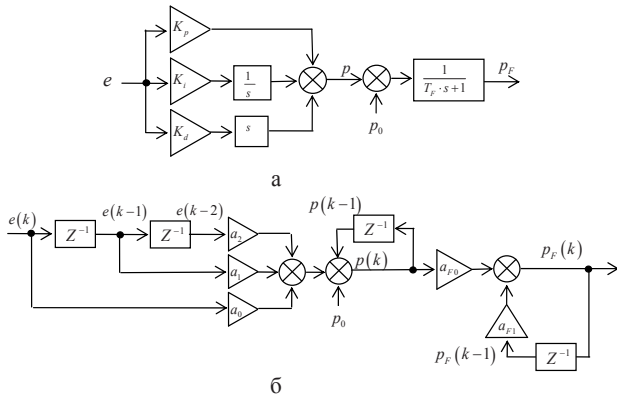 K_p
e
K_i
1/s
p
1/(T_F · s+1)
p_F
K_d
s
p_0
а
e(k)
Z^{-1}
e(k−1)
Z^{-1}
e(k−2)
a_2
a_1
a_0
p(k−1)
Z^{-1}
p(k)
p_0
a_{F0}
p_F(k)
a_{F1}
p_F(k−1)
Z^{-1}
б